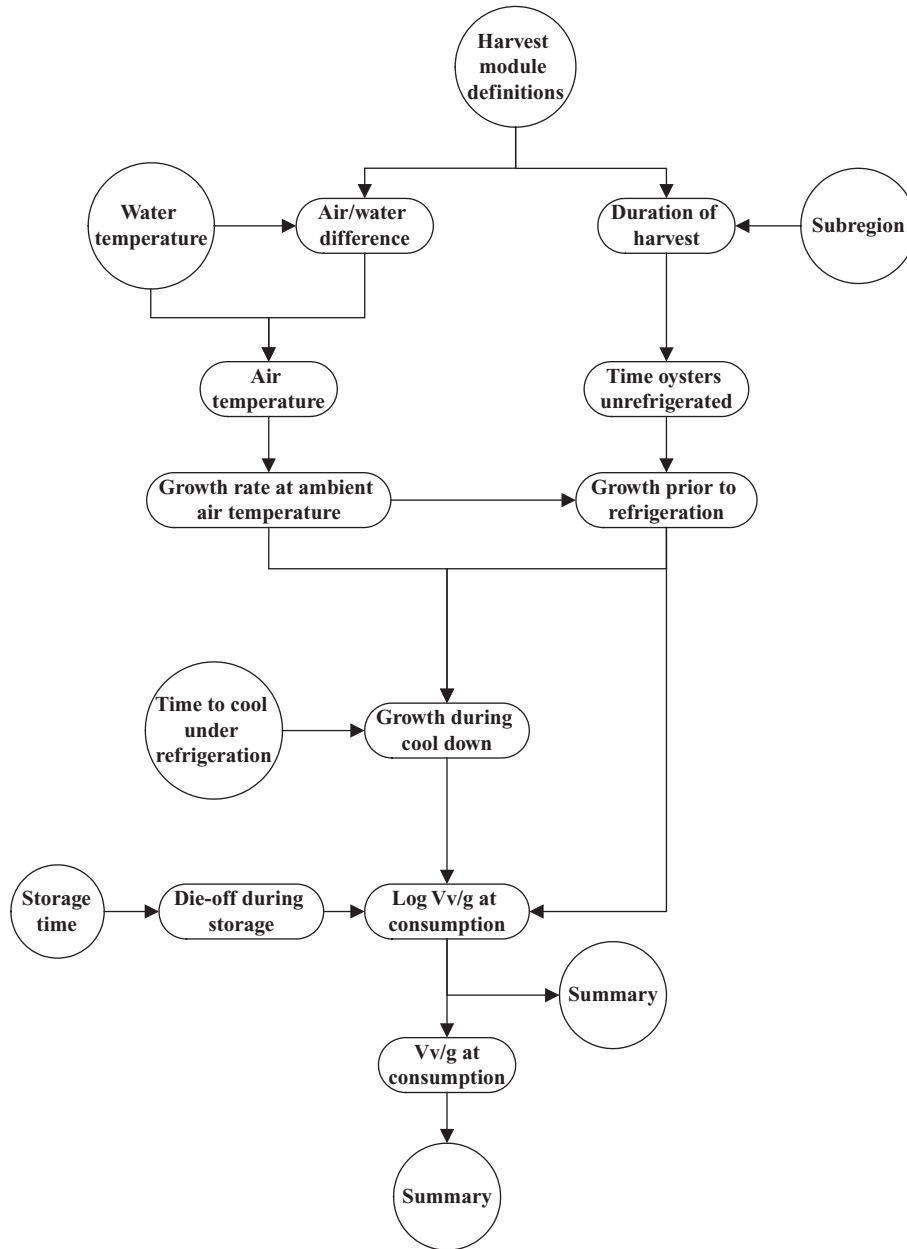 Harvest
module
definitions
Water
temperature
Air/water
difference
Duration of
harvest
Subregion
Air
temperature
Time oysters
unrefrigerated
Growth rate at ambient
air temperature
Growth prior to
refrigeration
Time to cool
under
refrigeration
Growth during
cool down
Storage
time
Die-off during
storage
Log Vv/g at
consumption
Summary
Vv/g at
consumption
Summary